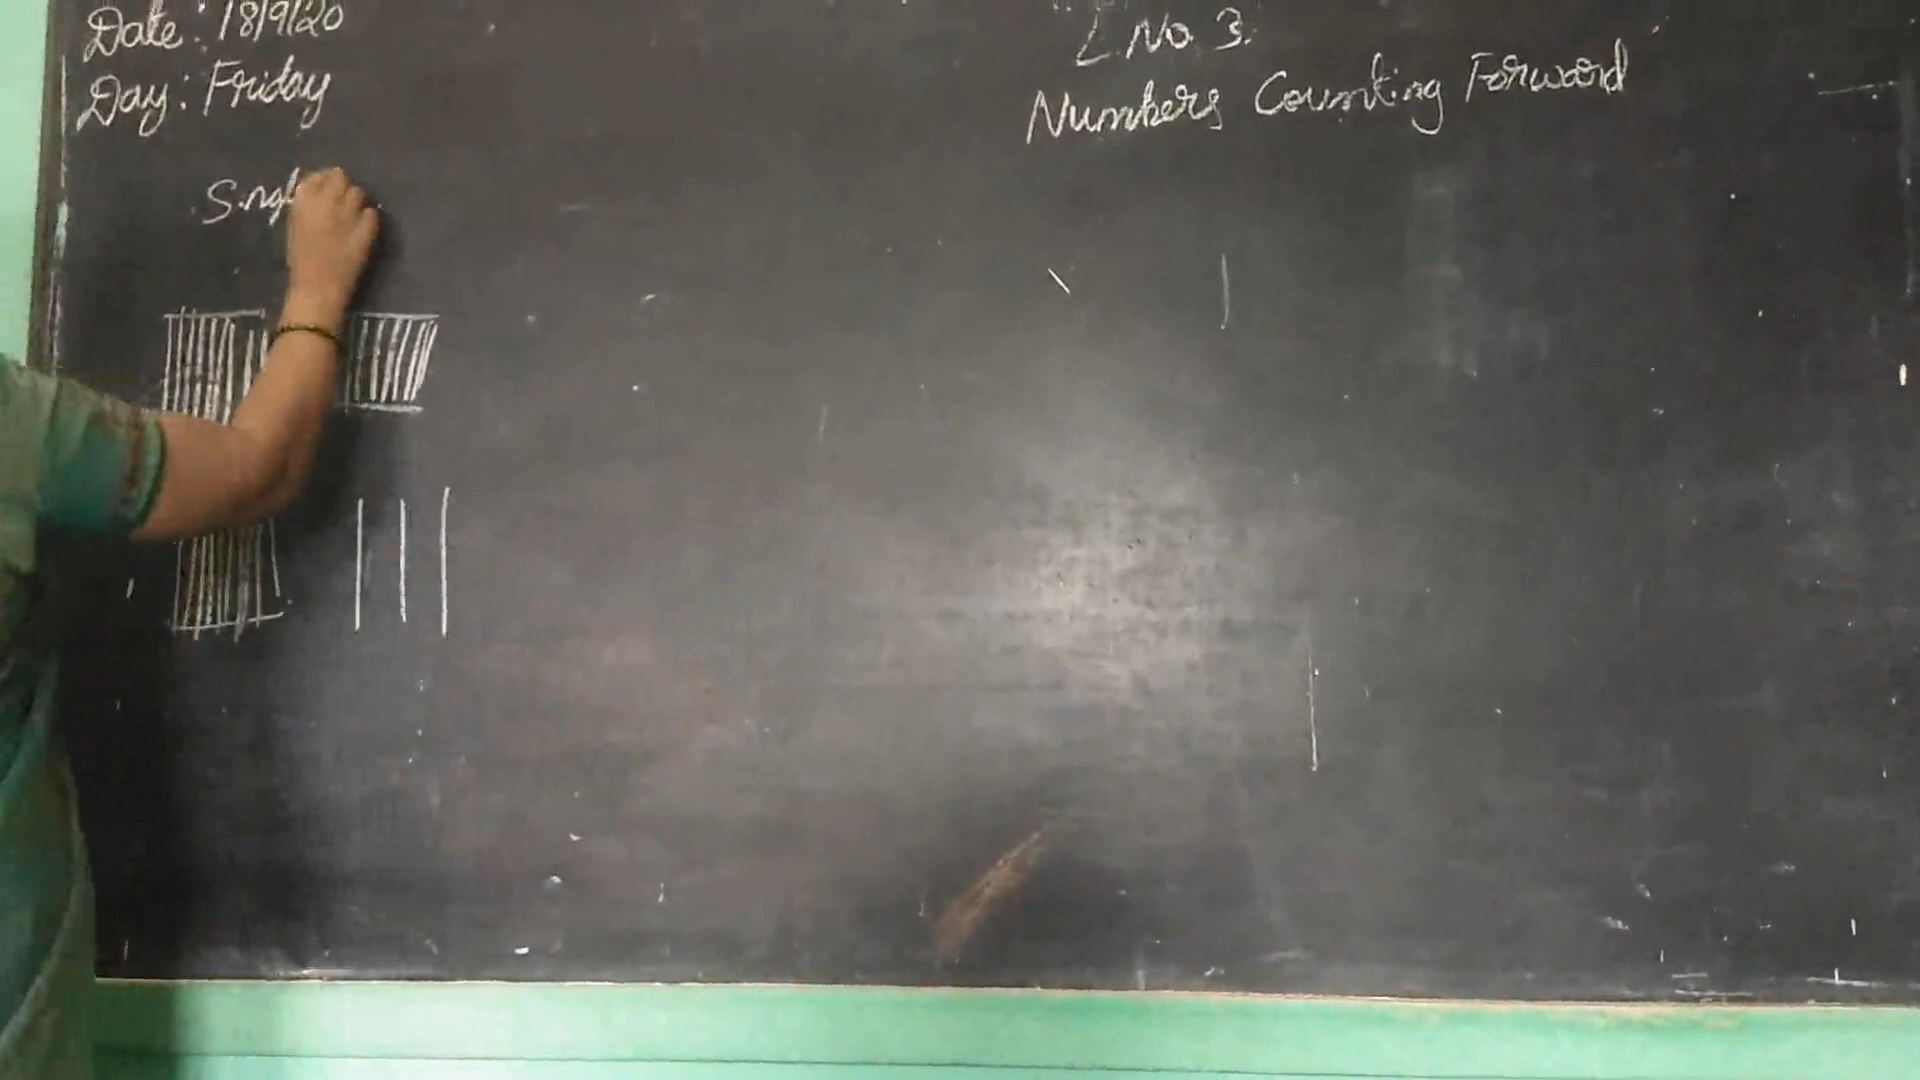 Date: 18/9/20
Day: Friday
L No. 3.
Numbers Counting Forward